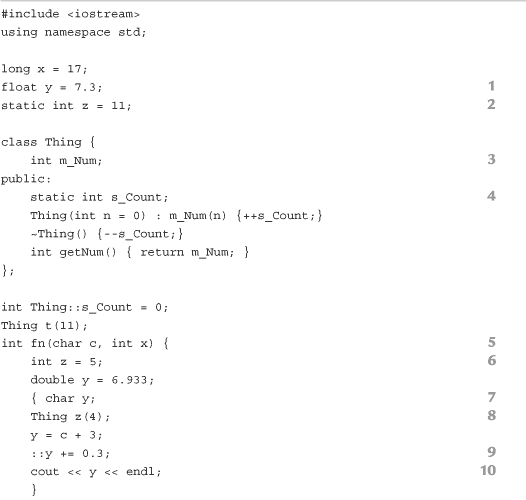 #include <iostream>
using namespace std;
long x = 17;
float y = 7.3; 1
static int z = 11; 2
class Thing {
    int m_Num; 3
public:
    static int s_Count; 4
    Thing(int n = 0) : m_Num(n) {++s_Count;}
    ~Thing() {--s_Count;}
    int getNum() { return m_Num; }
};
int Thing::s_Count = 0;
Thing t(11);
int fn(char c, int x) { 5
    int z = 5; 6
    double y = 6.933;
    { char y; 7
    Thing z(4); 8
    y = c + 3;
    ::y += 0.3; 9
    cout << y << endl; 10
    }